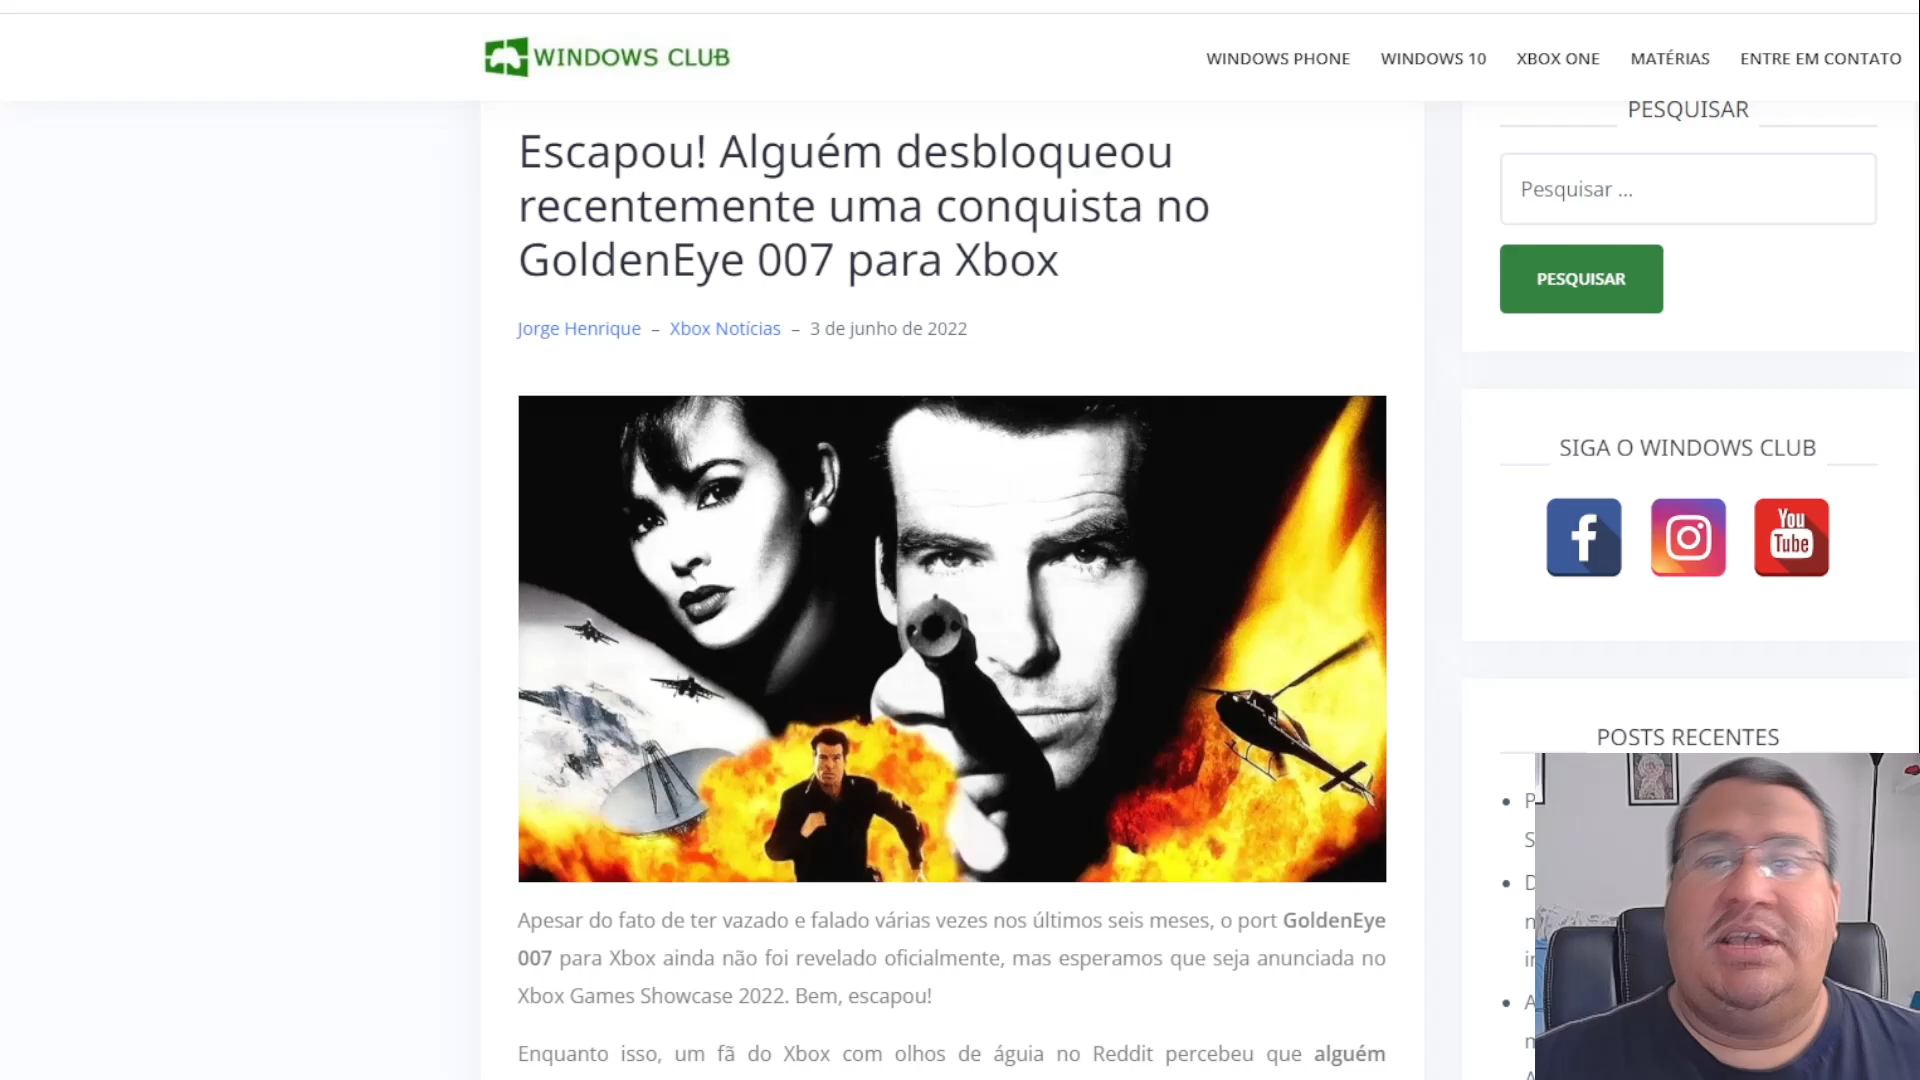 WINDOWS CLUB
WINDOWS PHONE
WINDOWS 10
XBOX ONE
MATÉRIAS
ENTRE EM CONTATO
Escapou! Alguém desbloqueou
recentemente uma conquista no
GoldenEye 007 para Xbox
Jorge Henrique – Xbox Notícias – 3 de junho de 2022
Apesar do fato de ter vazado e falado várias vezes nos últimos seis meses, o port GoldenEye
007 para Xbox ainda não foi revelado oficialmente, mas esperamos que seja anunciada no
Xbox Games Showcase 2022. Bem, escapou!
Enquanto isso, um fã do Xbox com olhos de águia no Reddit percebeu que alguém
PESQUISAR
Pesquisar ...
PESQUISAR
SIGA O WINDOWS CLUB
You
Tube
POSTS RECENTES